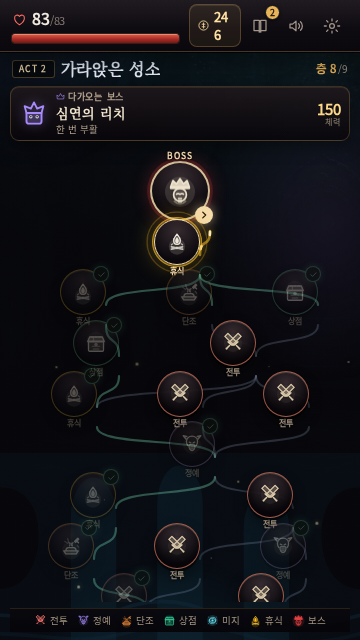 83/83
24
6
2
ACT 2 가라앉은 성소
층 8/9
다가오는 보스
심연의 리치
한 번 부활
150
체력
BOSS
휴식
휴식
단조
상점
상점
전투
휴식
전투
전투
정예
휴식
전투
단조
전투
정예
전투 정예 단조 상점 미지 휴식 보스